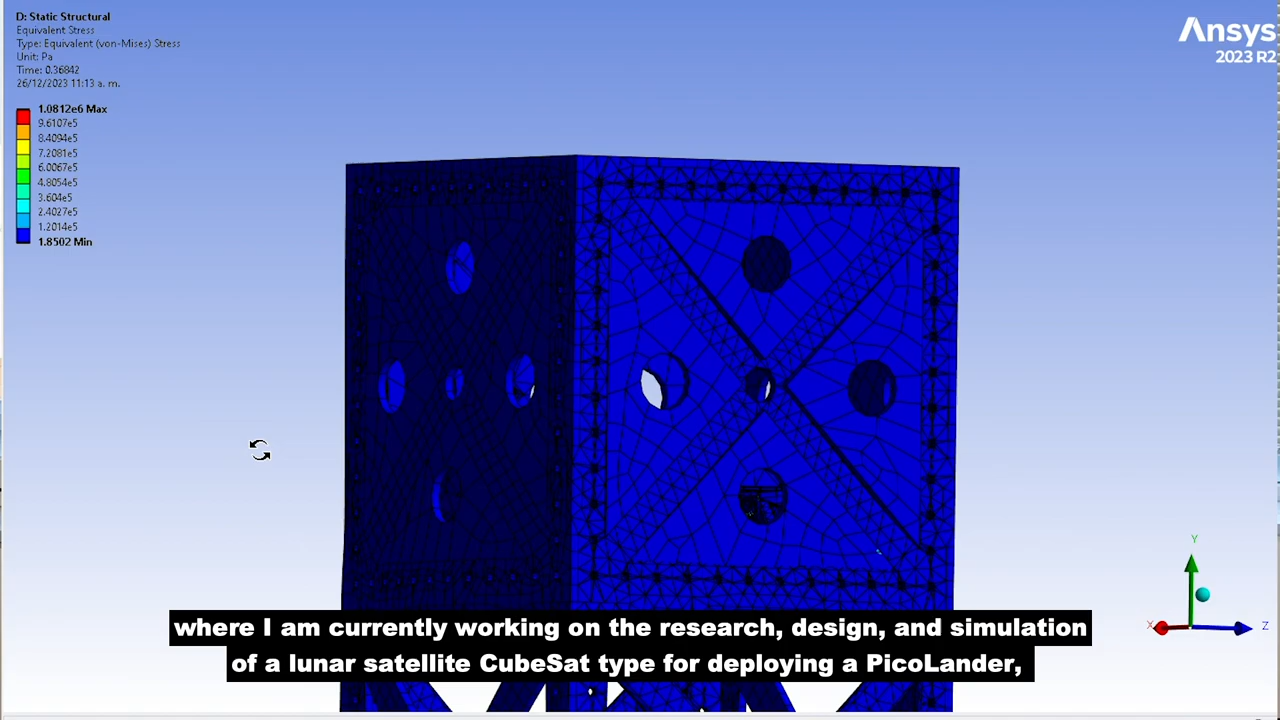 D: Static Structural
Equivalent Stress
Type: Equivalent (von-Mises) Stress
Unit: Pa
Time: 0.36842
26/12/2023 11:13 a. m.
1.0812e6 Max
9.6107e5
8.4094e5
7.2081e5
6.0067e5
4.8054e5
3.604e5
2.4027e5
1.2014e5
1.8502 Min
Ansys
2023 R2
Y
X
Z
where I am currently working on the research, design, and simulation
of a lunar satellite CubeSat type for deploying a PicoLander,